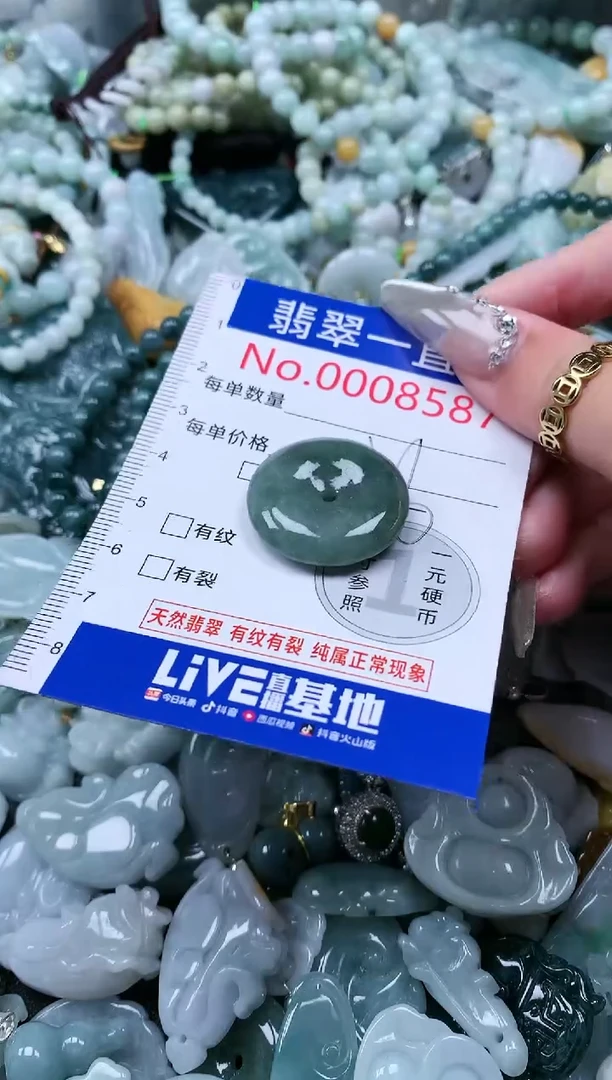 0
翡翠一直
1
No.0008587
2
每单数量
3
每单价格
4
5
有纹
6
有裂
参照
一元硬币
1
7
天然翡翠 有纹有裂 纯属正常现象
8
LiVE直播基地
今日头条 抖音 西瓜视频 抖音火山版